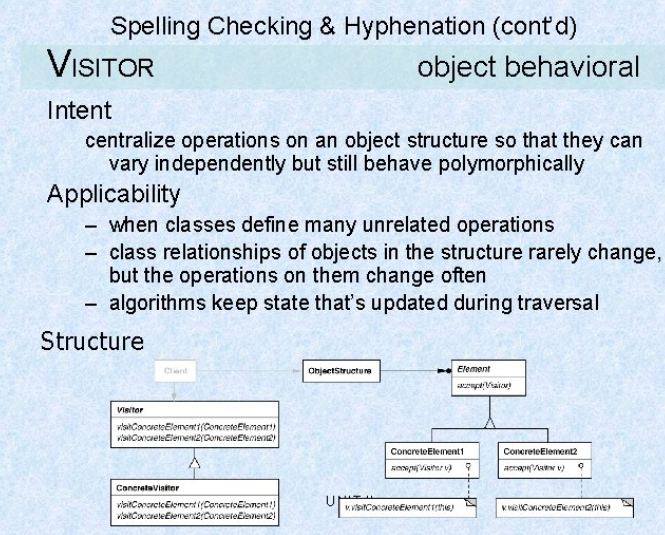 Spelling Checking & Hyphenation (cont'd)
VISITOR object behavioral
Intent
centralize operations on an object structure so that they can
vary independently but still behave polymorphically
Applicability
– when classes define many unrelated operations
– class relationships of objects in the structure rarely change,
but the operations on them change often
– algorithms keep state that's updated during traversal
Structure
Client
ObjectStructure
Element
accept(Visitor)
Visitor
visitConcreteElement1(ConcreteElement1)
visitConcreteElement2(ConcreteElement2)
ConcreteElement1
accept(Visitor v)
ConcreteElement2
accept(Visitor v)
ConcreteVisitor
visitConcreteElement1(ConcreteElement1)
visitConcreteElement2(ConcreteElement2)
v.visitConcreteElement1(this)
v.visitConcreteElement2(this)